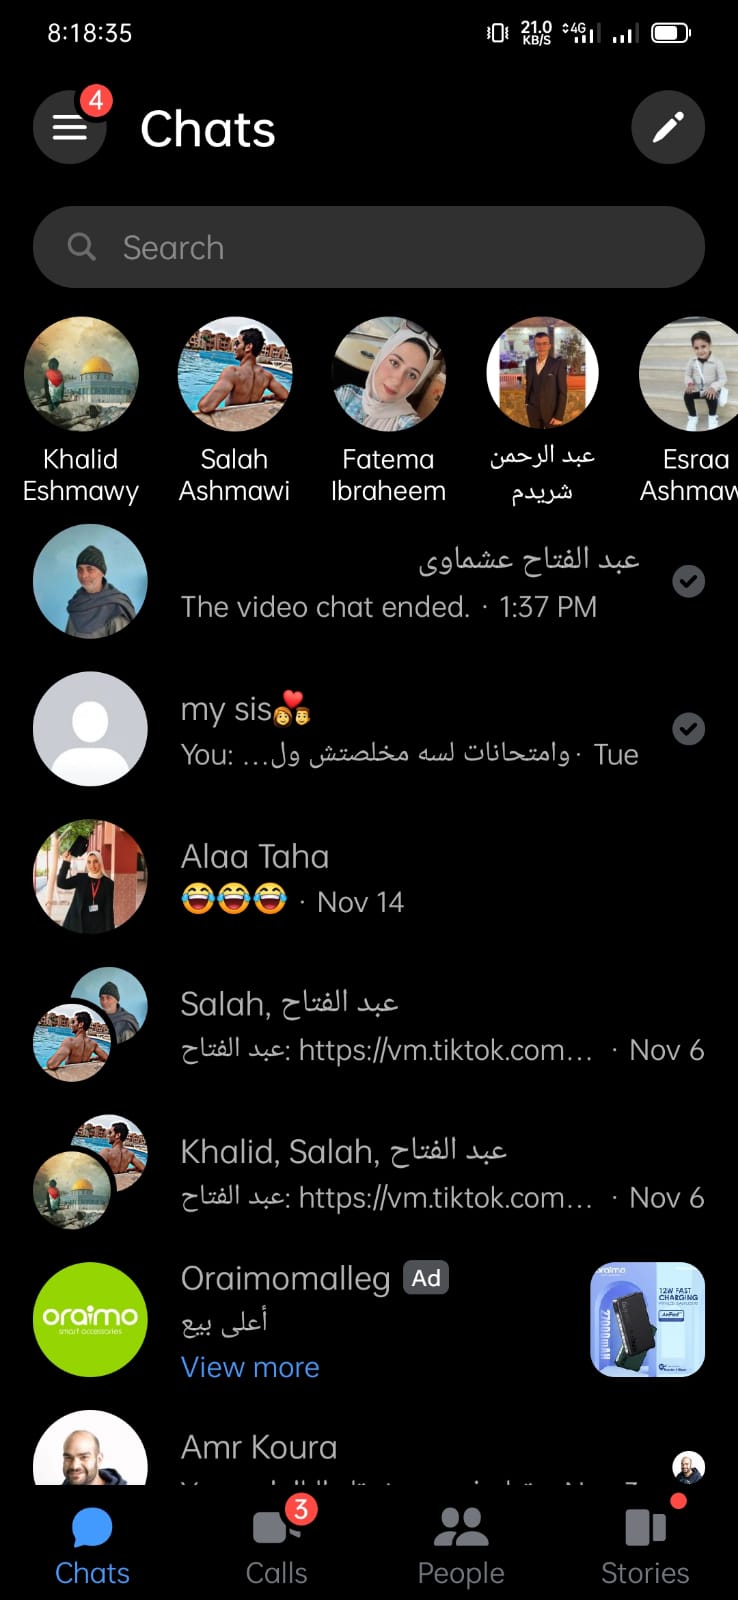 8:18:35
21.0 KB/S 4G
4
Chats
Search
Khalid Eshmawy
Salah Ashmawi
Fatema Ibraheem
عبد الرحمن شريدم
Esraa Ashmaw
عبد الفتاح عشماوى
The video chat ended. · 1:37 PM
my sis
You: وامتحانات لسه مخلصتش ول... · Tue
Alaa Taha
😂😂😂 · Nov 14
Salah, عبد الفتاح
عبد الفتاح: https://vm.tiktok.com... · Nov 6
Khalid, Salah, عبد الفتاح
عبد الفتاح: https://vm.tiktok.com... · Nov 6
Oraimomalleg Ad
أعلى بيع
View more
oraimo
smart accessories
oraimo
12W FAST
CHARGING
27000mAh
Amr Koura
3
Chats
Calls
People
Stories